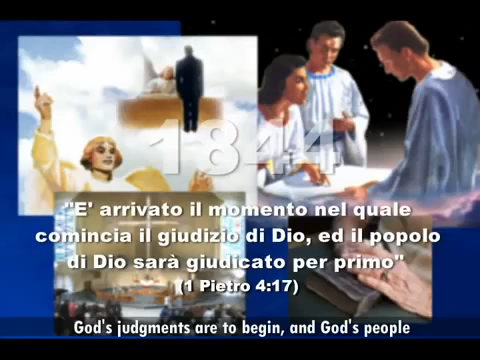 1844
"E' arrivato il momento nel quale
comincia il giudizio di Dio, ed il popolo
di Dio sarà giudicato per primo"
(1 Pietro 4:17)
God's judgments are to begin, and God's people